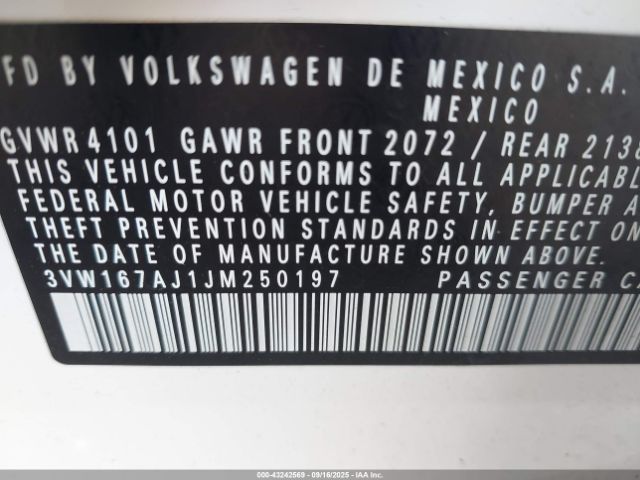 FD BY VOLKSWAGEN DE MEXICO S.A.
MEXICO
GVWR 4101 GAWR FRONT 2072 / REAR 2138
THIS VEHICLE CONFORMS TO ALL APPLICABL
FEDERAL MOTOR VEHICLE SAFETY, BUMPER A
THEFT PREVENTION STANDARDS IN EFFECT ON
THE DATE OF MANUFACTURE SHOWN ABOVE.
3VW167AJ1JM250197 PASSENGER CA
000-43242569 - 09/16/2025 - IAA Inc.